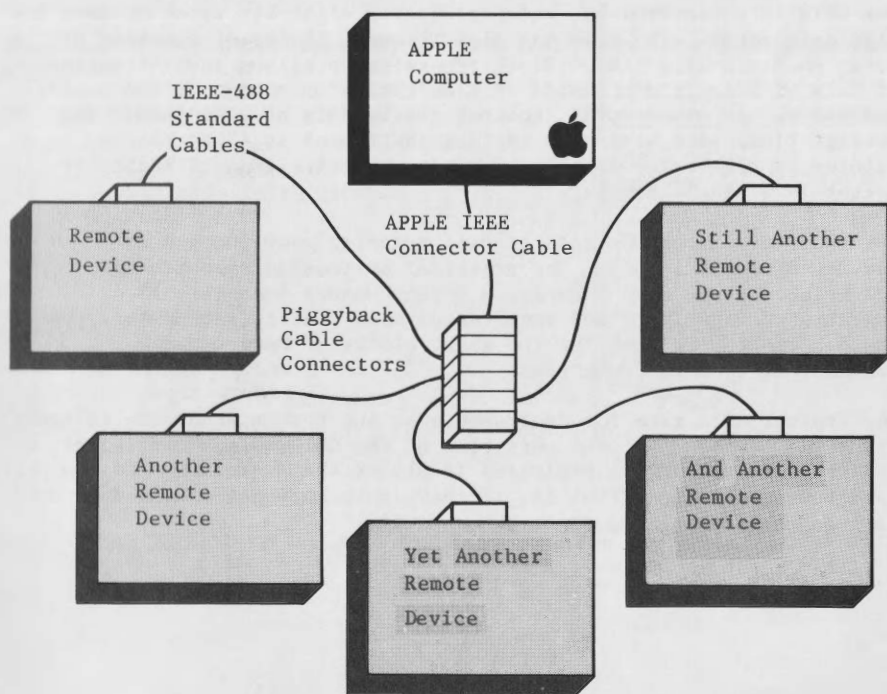 APPLE
Computer
IEEE-488
Standard
Cables
Remote
Device
APPLE IEEE
Connector Cable
Still Another
Remote
Device
Piggyback
Cable
Connectors
Another
Remote
Device
And Another
Remote
Device
Yet Another
Remote
Device